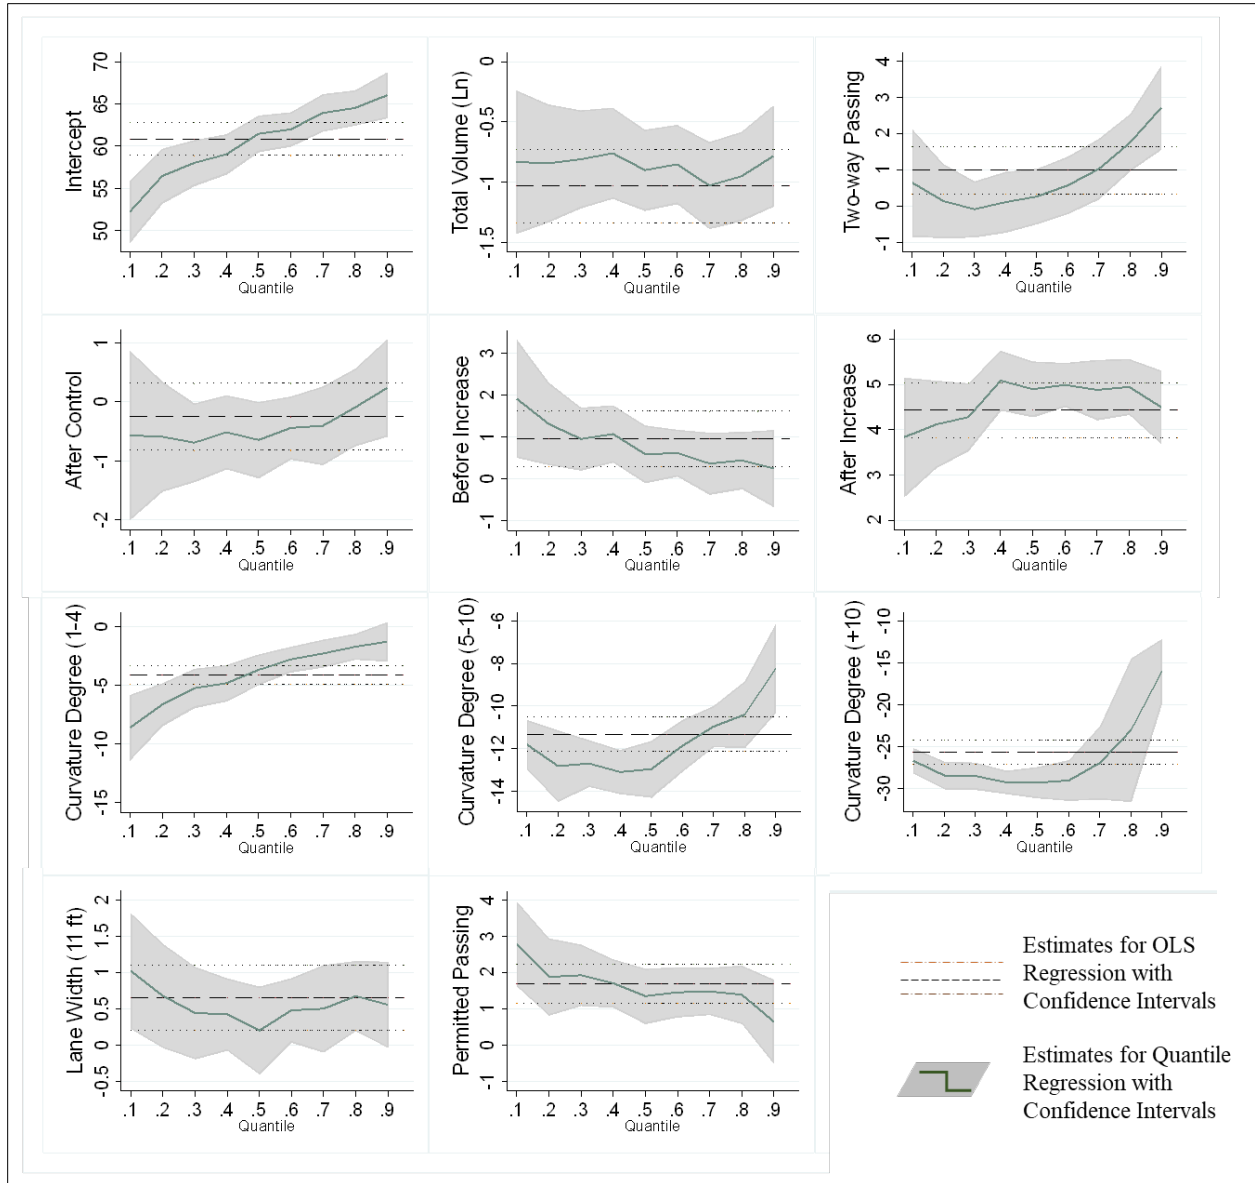 Intercept
70
65
60
55
50
.1 .2 .3 .4 .5 .6 .7 .8 .9
Quantile
Total Volume (Ln)
0
-0.5
-1
-1.5
.1 .2 .3 .4 .5 .6 .7 .8 .9
Quantile
Two-way Passing
4
3
2
1
0
-1
.1 .2 .3 .4 .5 .6 .7 .8 .9
Quantile
After Control
1
0
-1
-2
.1 .2 .3 .4 .5 .6 .7 .8 .9
Quantile
Before Increase
3
2
1
0
-1
.1 .2 .3 .4 .5 .6 .7 .8 .9
Quantile
After Increase
6
5
4
3
2
.1 .2 .3 .4 .5 .6 .7 .8 .9
Quantile
Curvature Degree (1-4)
0
-5
-10
-15
.1 .2 .3 .4 .5 .6 .7 .8 .9
Quantile
Curvature Degree (5-10)
-6
-8
-10
-12
-14
.1 .2 .3 .4 .5 .6 .7 .8 .9
Quantile
Curvature Degree (+10)
-10
-15
-20
-25
-30
.1 .2 .3 .4 .5 .6 .7 .8 .9
Quantile
Lane Width (11 ft)
2
1.5
1
0.5
0
-0.5
.1 .2 .3 .4 .5 .6 .7 .8 .9
Quantile
Permitted Passing
4
3
2
1
0
-1
.1 .2 .3 .4 .5 .6 .7 .8 .9
Quantile
Estimates for OLS
Regression with
Confidence Intervals
Estimates for Quantile
Regression with
Confidence Intervals